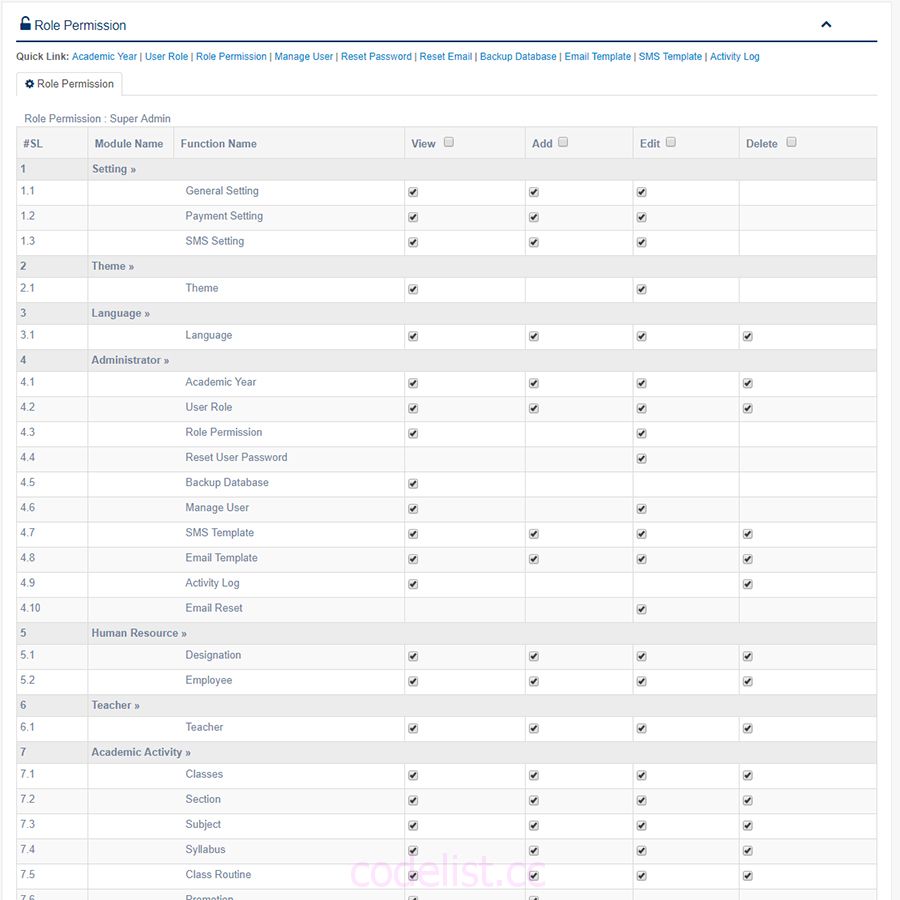 Role Permission
Quick Link: Academic Year | User Role | Role Permission | Manage User | Reset Password | Reset Email | Backup Database | Email Template | SMS Template | Activity Log
Role Permission
Role Permission : Super Admin
#SL Module Name Function Name View Add Edit Delete
1 Setting »
1.1 General Setting
1.2 Payment Setting
1.3 SMS Setting
2 Theme »
2.1 Theme
3 Language »
3.1 Language
4 Administrator »
4.1 Academic Year
4.2 User Role
4.3 Role Permission
4.4 Reset User Password
4.5 Backup Database
4.6 Manage User
4.7 SMS Template
4.8 Email Template
4.9 Activity Log
4.10 Email Reset
5 Human Resource »
5.1 Designation
5.2 Employee
6 Teacher »
6.1 Teacher
7 Academic Activity »
7.1 Classes
7.2 Section
7.3 Subject
7.4 Syllabus
7.5 Class Routine
codelist.cc
7.6 Promotion